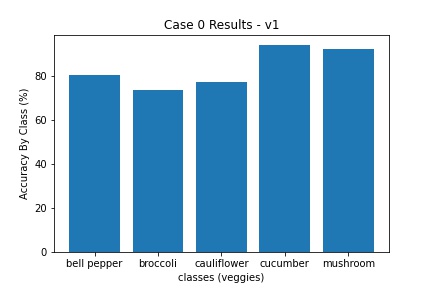 Case 0 Results - v1
Accuracy By Class (%)
80
60
40
20
0
bell pepper broccoli cauliflower cucumber mushroom
classes (veggies)